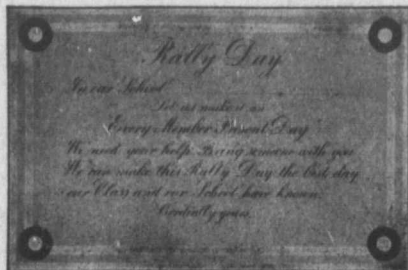 Rally Day
In our School
Let us make it an
"Every Member Present Day"
We need your help. Bring someone with you
We can make this Rally Day the best day
our Class and our School have known.
Cordially yours,